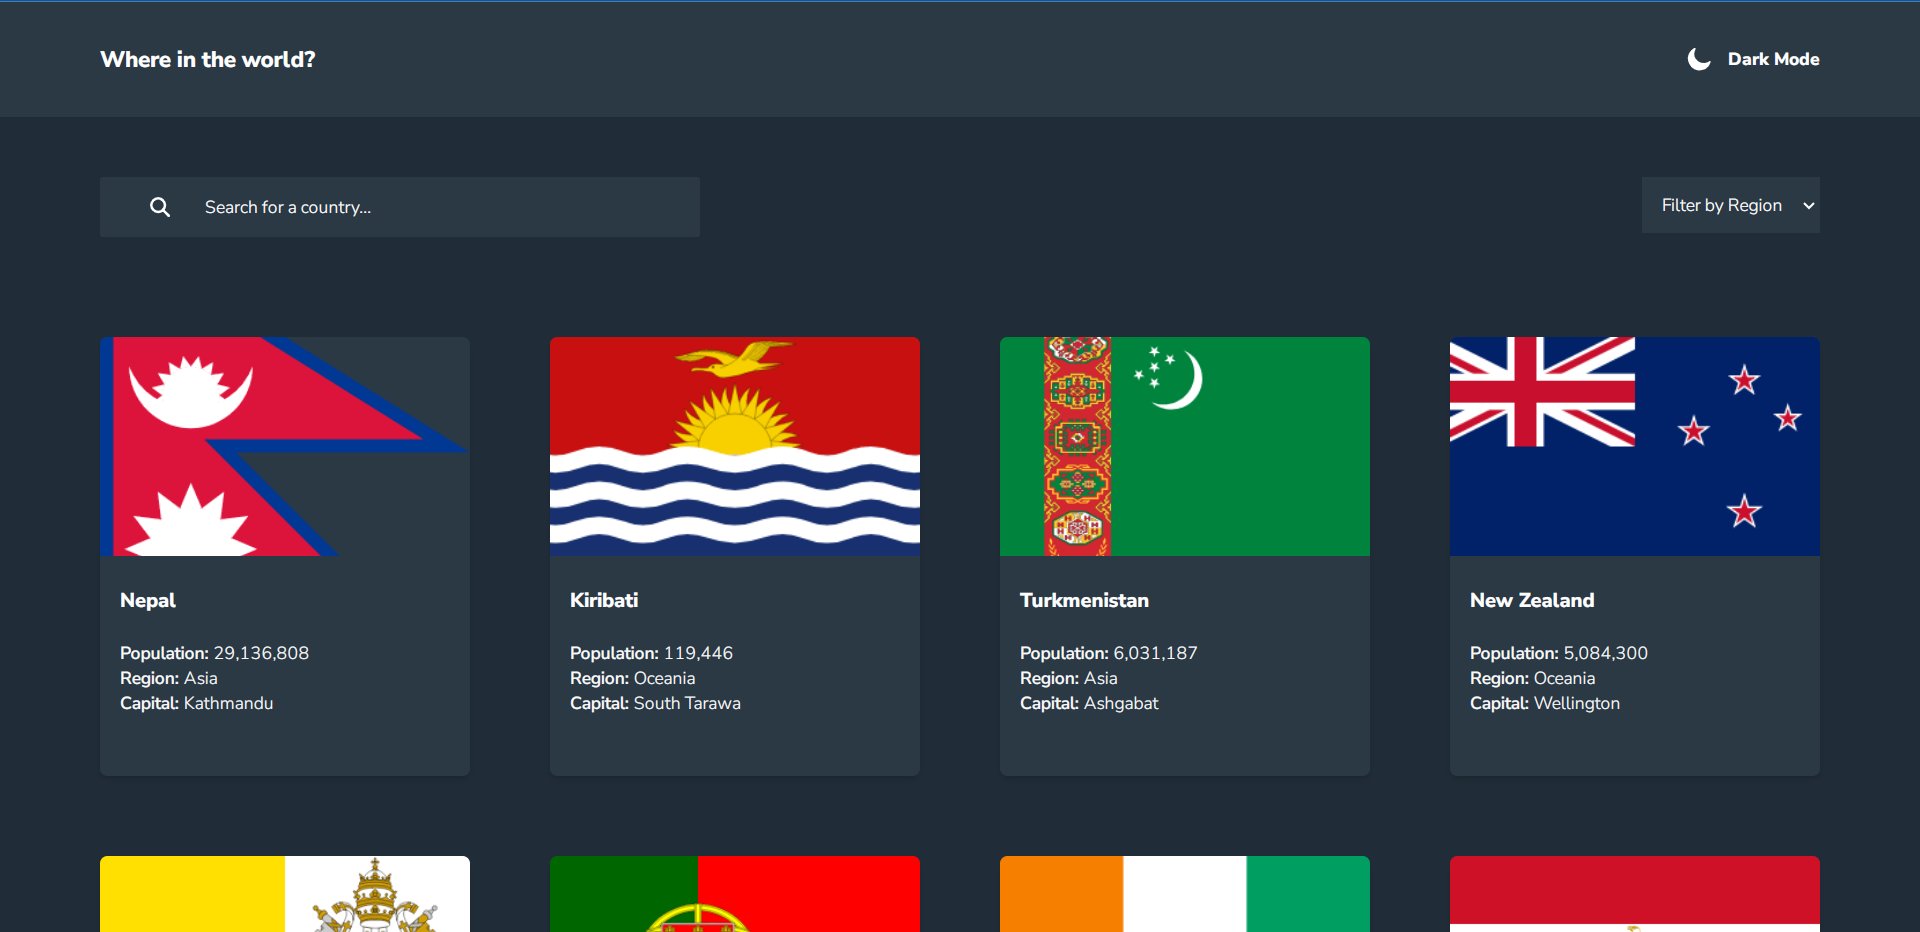 Where in the world?
Dark Mode
Search for a country...
Filter by Region
Nepal
Population: 29,136,808
Region: Asia
Capital: Kathmandu
Kiribati
Population: 119,446
Region: Oceania
Capital: South Tarawa
Turkmenistan
Population: 6,031,187
Region: Asia
Capital: Ashgabat
New Zealand
Population: 5,084,300
Region: Oceania
Capital: Wellington